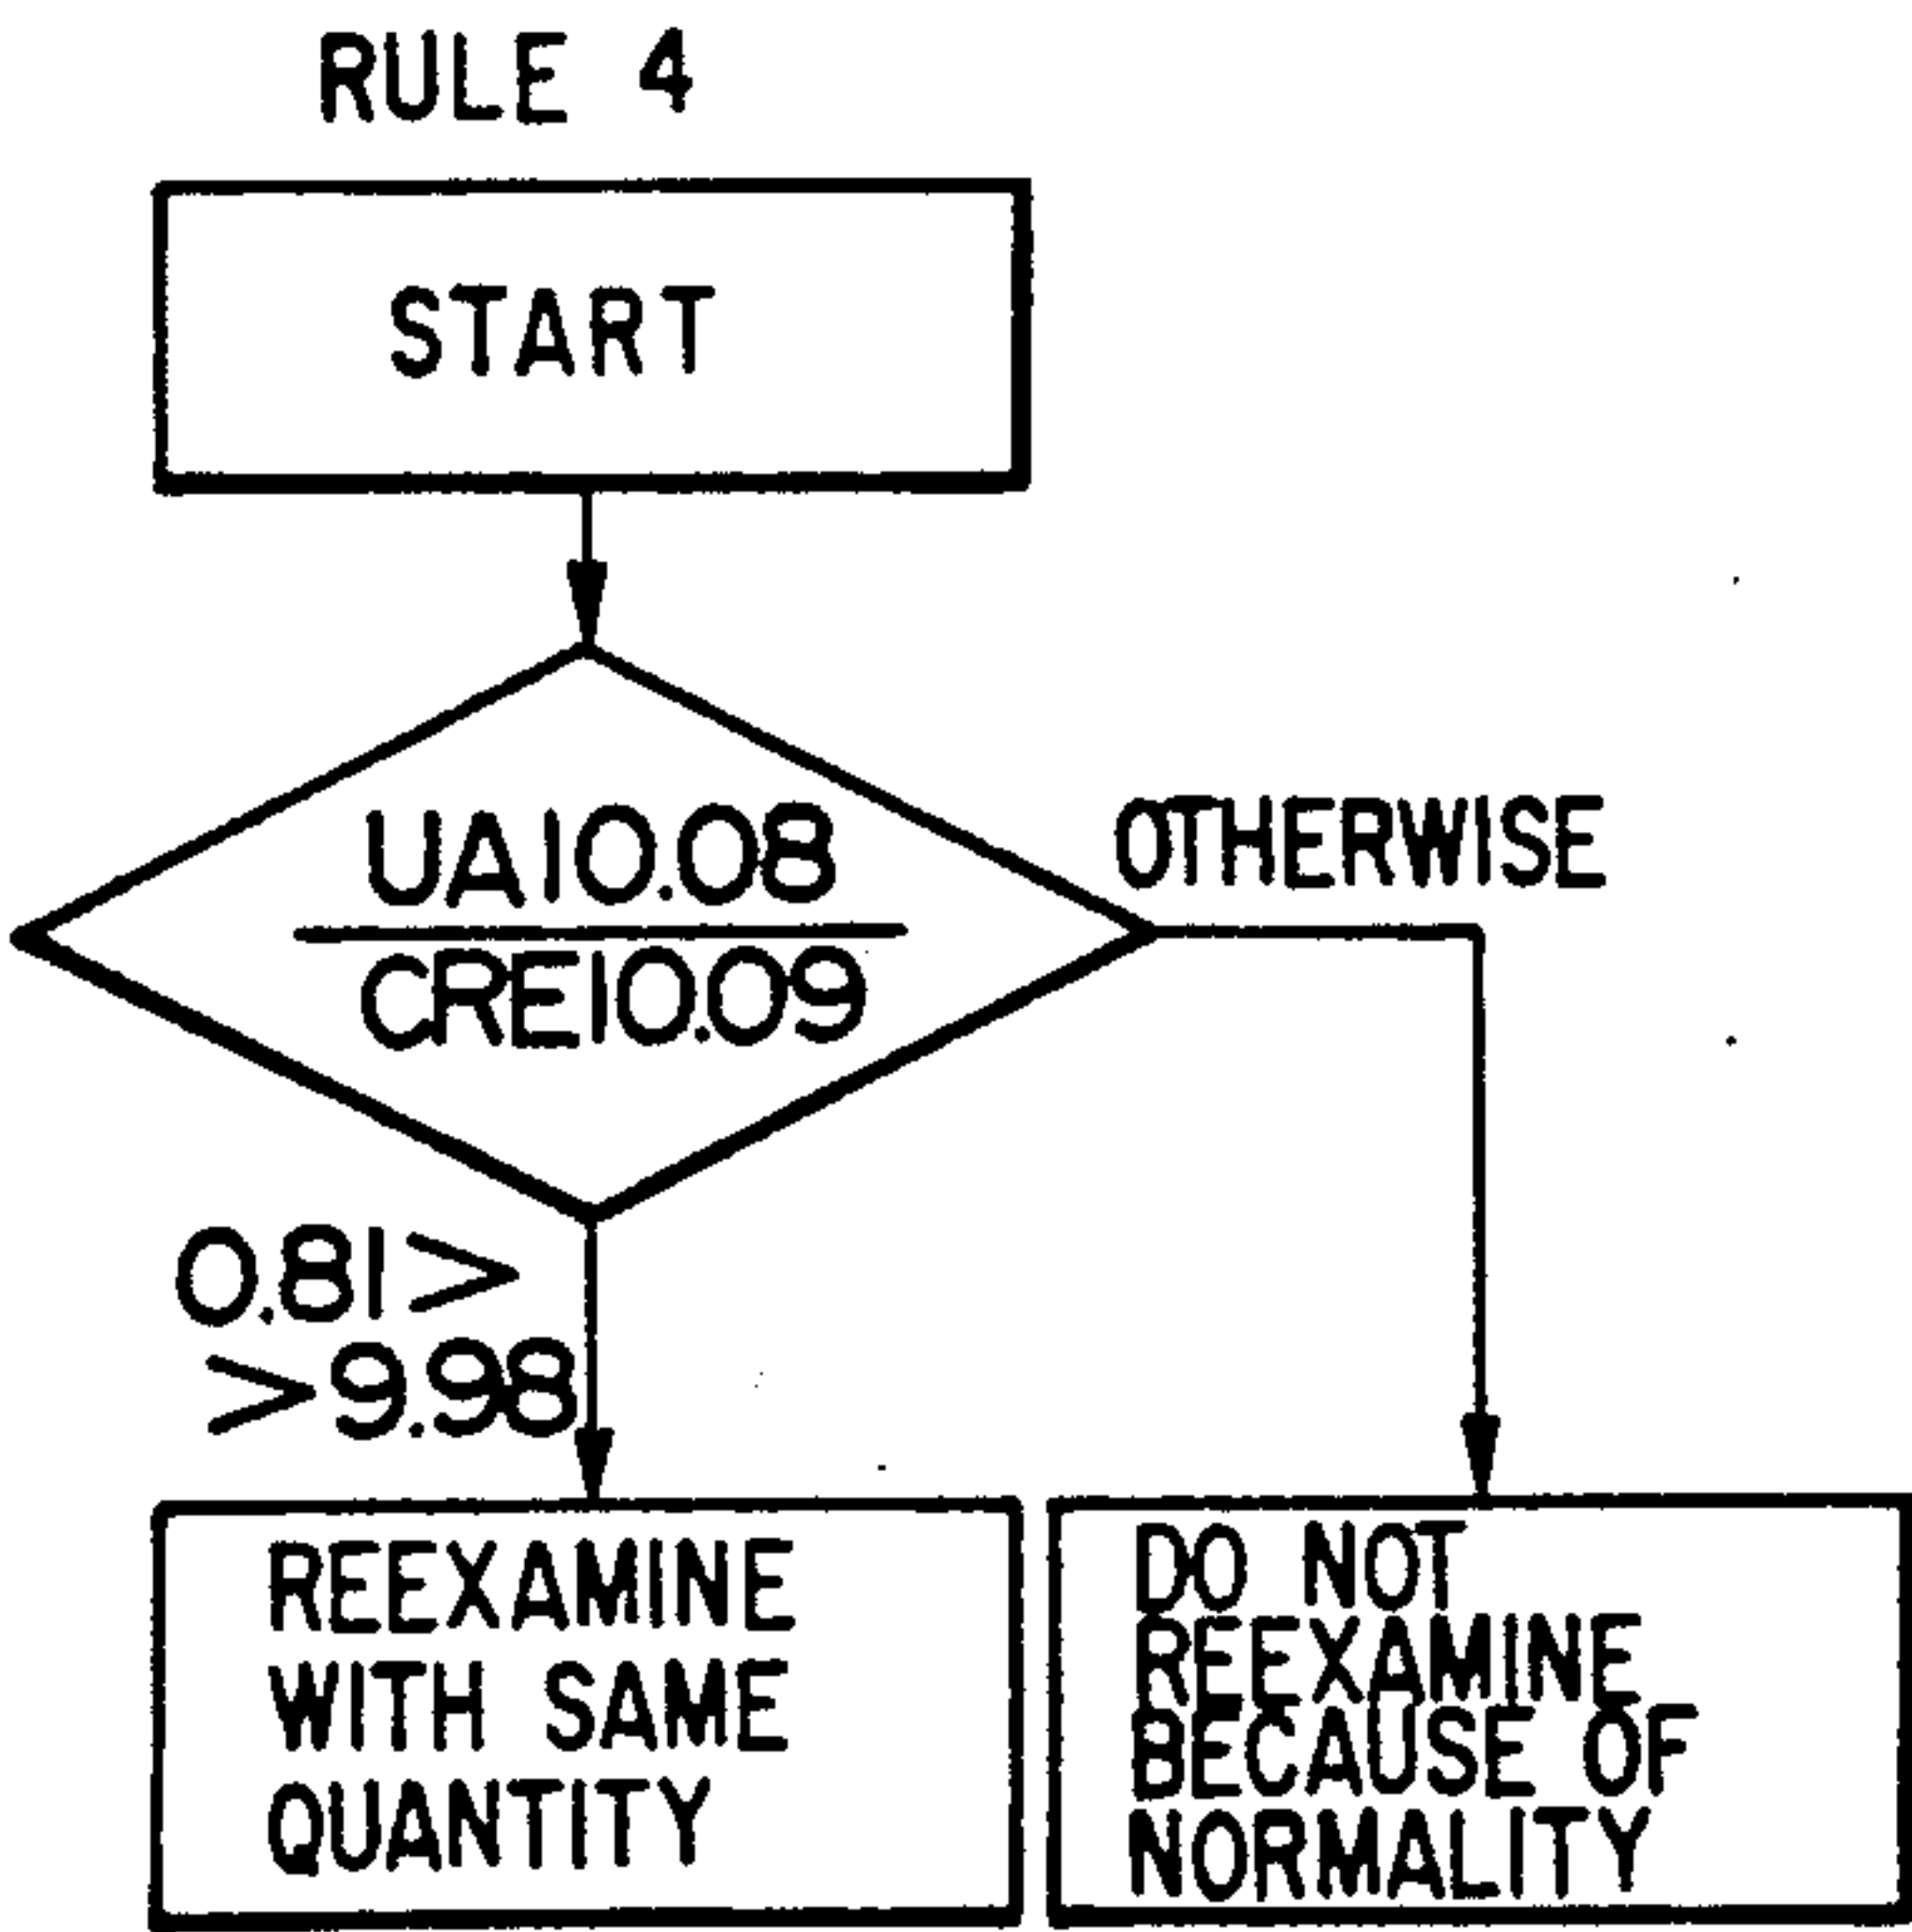 RULE 4
START
UA10.08
CRE10.09
OTHERWISE
0.81>
>9.98
REEXAMINE
WITH SAME
QUANTITY
DO NOT
REEXAMINE
BECAUSE OF
NORMALITY